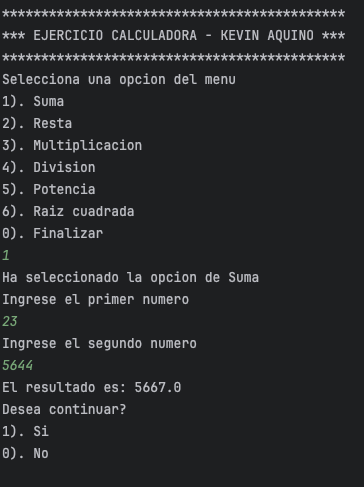 ********************************************
*** EJERCICIO CALCULADORA - KEVIN AQUINO ***
********************************************
Selecciona una opcion del menu
1). Suma
2). Resta
3). Multiplicacion
4). Division
5). Potencia
6). Raiz cuadrada
0). Finalizar
1
Ha seleccionado la opcion de Suma
Ingrese el primer numero
23
Ingrese el segundo numero
5644
El resultado es: 5667.0
Desea continuar?
1). Si
0). No